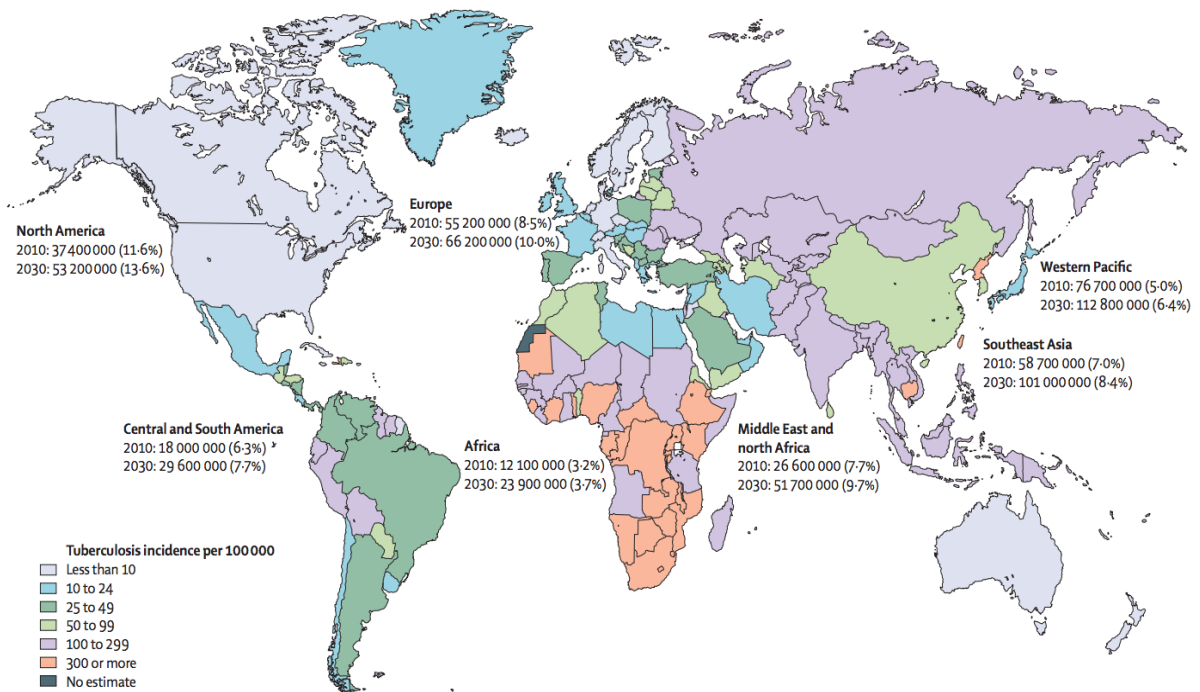 North America
2010: 37 400 000 (11·6%)
2030: 53 200 000 (13·6%)
Europe
2010: 55 200 000 (8·5%)
2030: 66 200 000 (10·0%)
Western Pacific
2010: 76 700 000 (5·0%)
2030: 112 800 000 (6·4%)
Southeast Asia
2010: 58 700 000 (7·0%)
2030: 101 000 000 (8·4%)
Central and South America
2010: 18 000 000 (6·3%)
2030: 29 600 000 (7·7%)
Africa
2010: 12 100 000 (3·2%)
2030: 23 900 000 (3·7%)
Middle East and
north Africa
2010: 26 600 000 (7·7%)
2030: 51 700 000 (9·7%)
Tuberculosis incidence per 100 000
Less than 10
10 to 24
25 to 49
50 to 99
100 to 299
300 or more
No estimate